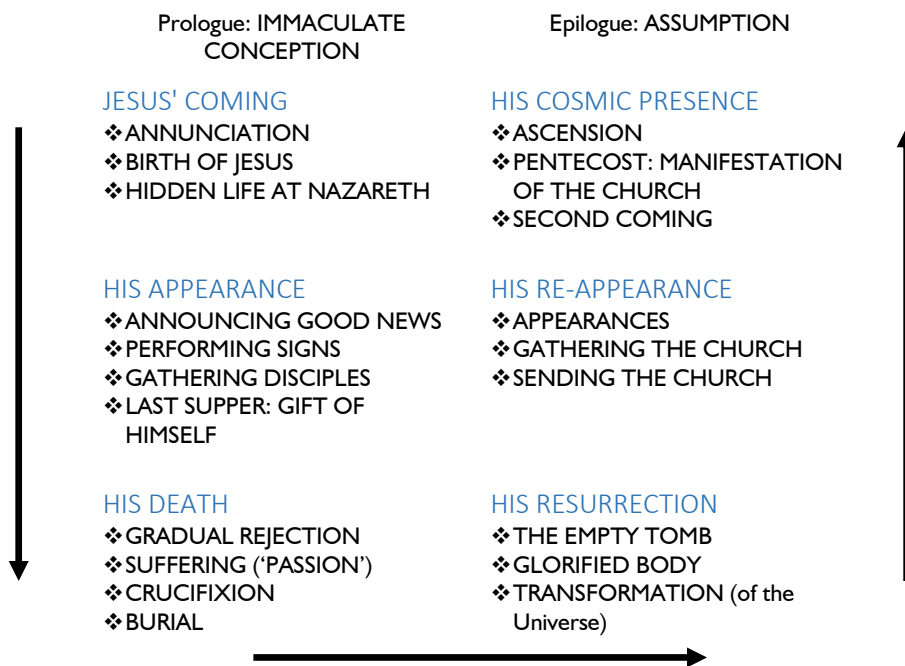 Prologue: IMMACULATE
CONCEPTION
JESUS' COMING
❖ANNUNCIATION
❖BIRTH OF JESUS
❖HIDDEN LIFE AT NAZARETH
HIS APPEARANCE
❖ANNOUNCING GOOD NEWS
❖PERFORMING SIGNS
❖GATHERING DISCIPLES
❖LAST SUPPER: GIFT OF
HIMSELF
HIS DEATH
❖GRADUAL REJECTION
❖SUFFERING (‘PASSION’)
❖CRUCIFIXION
❖BURIAL
Epilogue: ASSUMPTION
HIS COSMIC PRESENCE
❖ASCENSION
❖PENTECOST: MANIFESTATION
OF THE CHURCH
❖SECOND COMING
HIS RE-APPEARANCE
❖APPEARANCES
❖GATHERING THE CHURCH
❖SENDING THE CHURCH
HIS RESURRECTION
❖THE EMPTY TOMB
❖GLORIFIED BODY
❖TRANSFORMATION (of the
Universe)